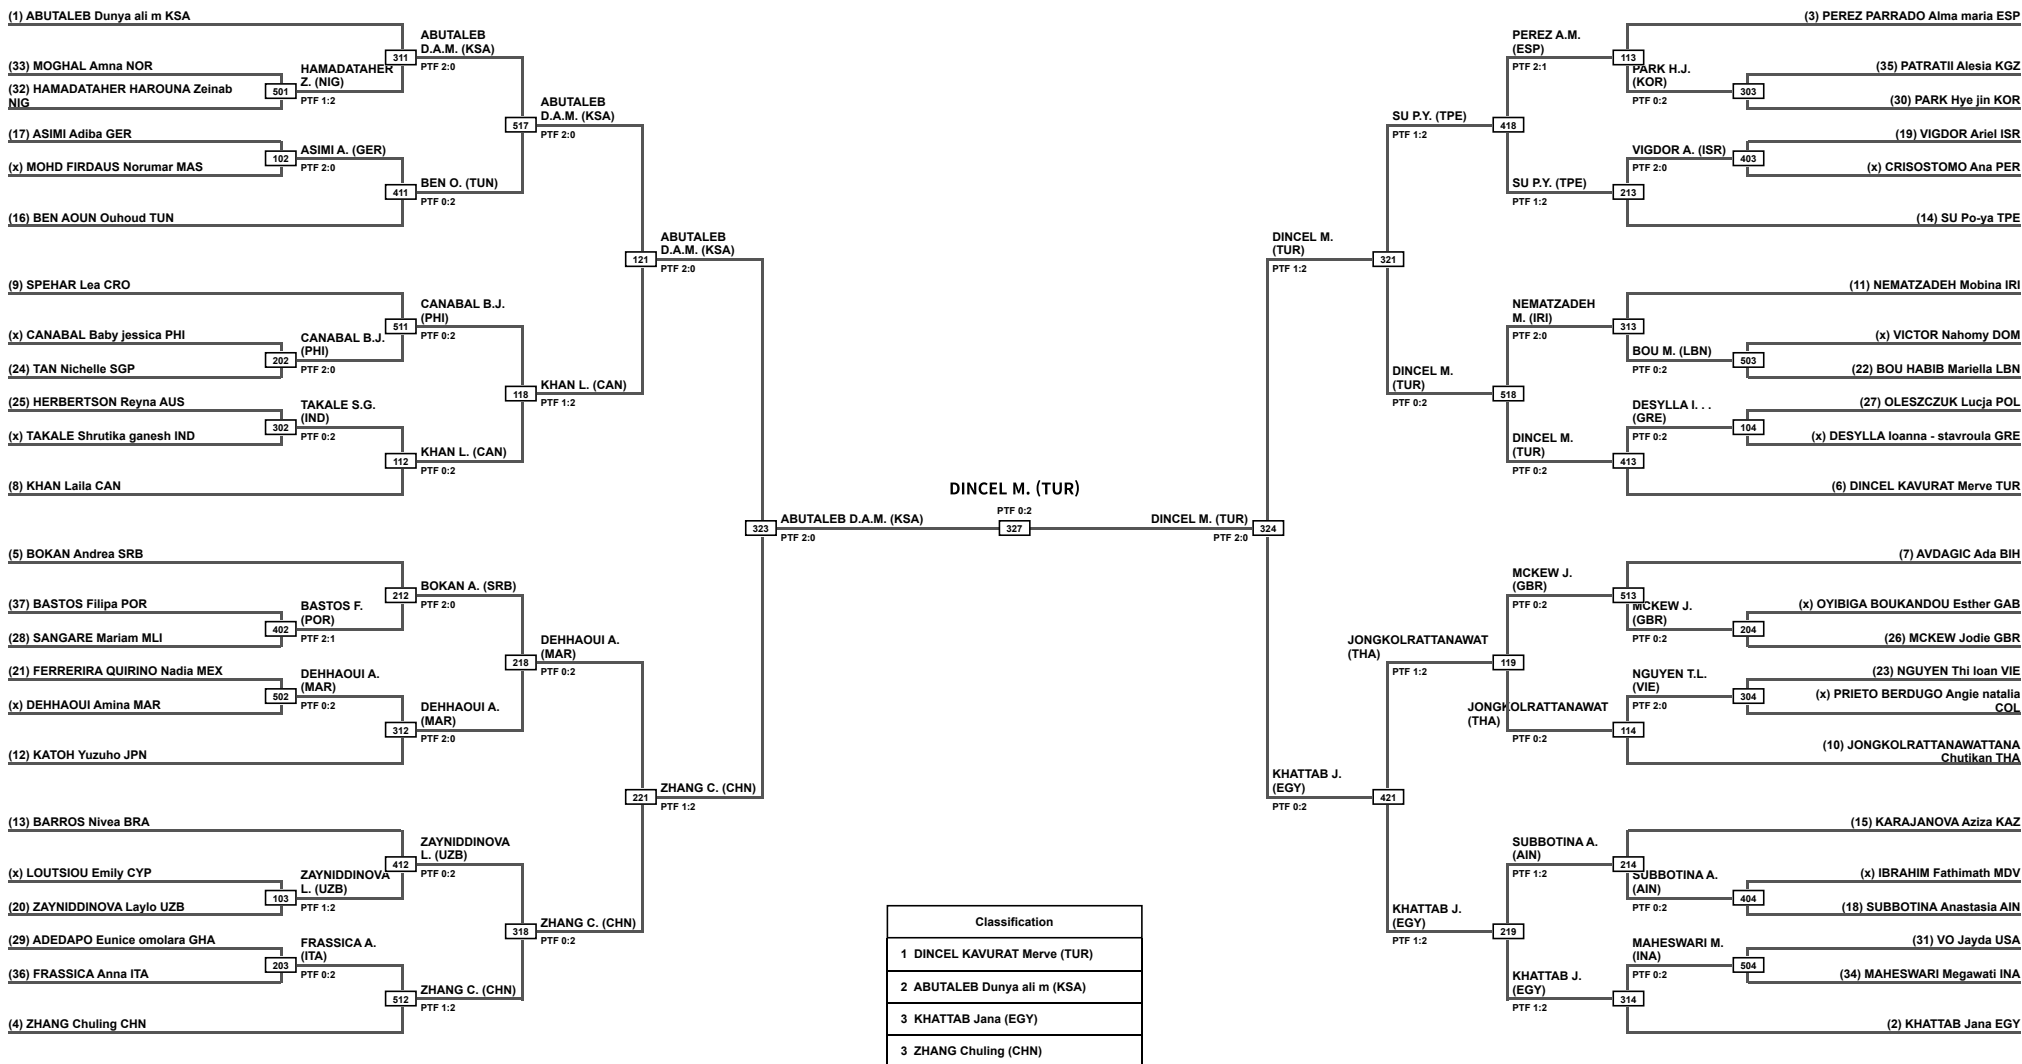 (1) ABUTALEB Dunya ali m KSA
(33) MOGHAL Amna NOR
(32) HAMADATAHER HAROUNA Zeinab
NIG
(17) ASIMI Adiba GER
(x) MOHD FIRDAUS Norumar MAS
(16) BEN AOUN Ouhoud TUN
(9) SPEHAR Lea CRO
(x) CANABAL Baby jessica PHI
(24) TAN Nichelle SGP
(25) HERBERTSON Reyna AUS
(x) TAKALE Shrutika ganesh IND
(8) KHAN Laila CAN
(5) BOKAN Andrea SRB
(37) BASTOS Filipa POR
(28) SANGARE Mariam MLI
(21) FERRERIRA QUIRINO Nadia MEX
(x) DEHHAOUI Amina MAR
(12) KATOH Yuzuho JPN
(13) BARROS Nivea BRA
(x) LOUTSIOU Emily CYP
(20) ZAYNIDDINOVA Laylo UZB
(29) ADEDAPO Eunice omolara GHA
(36) FRASSICA Anna ITA
(4) ZHANG Chuling CHN
501
HAMADATAHER
Z. (NIG)
PTF 1:2
102
ASIMI A. (GER)
PTF 2:0
202
CANABAL B.J.
(PHI)
PTF 2:0
302
TAKALE S.G.
(IND)
PTF 0:2
402
BASTOS F.
(POR)
PTF 2:1
502
DEHHAOUI A.
(MAR)
PTF 0:2
103
ZAYNIDDINOVA
L. (UZB)
PTF 1:2
203
FRASSICA A.
(ITA)
PTF 0:2
311
ABUTALEB
D.A.M. (KSA)
PTF 2:0
411
BEN O. (TUN)
PTF 0:2
511
CANABAL B.J.
(PHI)
PTF 0:2
112
KHAN L. (CAN)
PTF 0:2
212
BOKAN A. (SRB)
PTF 2:0
312
DEHHAOUI A.
(MAR)
PTF 2:0
412
ZAYNIDDINOVA
L. (UZB)
PTF 0:2
512
ZHANG C. (CHN)
PTF 1:2
517
ABUTALEB
D.A.M. (KSA)
PTF 2:0
118
KHAN L. (CAN)
PTF 1:2
218
DEHHAOUI A.
(MAR)
PTF 0:2
318
ZHANG C. (CHN)
PTF 0:2
121
ABUTALEB
D.A.M. (KSA)
PTF 2:0
221
ZHANG C. (CHN)
PTF 1:2
323
ABUTALEB D.A.M. (KSA)
PTF 2:0
DINCEL M. (TUR)
PTF 0:2
327
DINCEL M. (TUR)
PTF 2:0
324
DINCEL M.
(TUR)
PTF 1:2
321
KHATTAB J.
(EGY)
PTF 0:2
421
SU P.Y. (TPE)
PTF 1:2
418
DINCEL M.
(TUR)
PTF 0:2
518
JONGKOLRATTANAWAT
(THA)
PTF 1:2
119
KHATTAB J.
(EGY)
PTF 1:2
219
PEREZ A.M.
(ESP)
PTF 2:1
113
SU P.Y. (TPE)
PTF 1:2
213
NEMATZADEH
M. (IRI)
PTF 2:0
313
DINCEL M.
(TUR)
PTF 0:2
413
MCKEW J.
(GBR)
PTF 0:2
513
JONGKOLRATTANAWAT
(THA)
PTF 0:2
114
SUBBOTINA A.
(AIN)
PTF 1:2
214
KHATTAB J.
(EGY)
PTF 1:2
314
PARK H.J.
(KOR)
PTF 0:2
303
VIGDOR A. (ISR)
PTF 2:0
403
BOU M. (LBN)
PTF 0:2
503
DESYLLA I. . .
(GRE)
PTF 0:2
104
MCKEW J.
(GBR)
PTF 0:2
204
NGUYEN T.L.
(VIE)
PTF 2:0
304
SUBBOTINA A.
(AIN)
PTF 0:2
404
MAHESWARI M.
(INA)
PTF 0:2
504
(3) PEREZ PARRADO Alma maria ESP
(35) PATRATII Alesia KGZ
(30) PARK Hye jin KOR
(19) VIGDOR Ariel ISR
(x) CRISOSTOMO Ana PER
(14) SU Po-ya TPE
(11) NEMATZADEH Mobina IRI
(x) VICTOR Nahomy DOM
(22) BOU HABIB Mariella LBN
(27) OLESZCZUK Lucja POL
(x) DESYLLA Ioanna - stavroula GRE
(6) DINCEL KAVURAT Merve TUR
(7) AVDAGIC Ada BIH
(x) OYIBIGA BOUKANDOU Esther GAB
(26) MCKEW Jodie GBR
(23) NGUYEN Thi loan VIE
(x) PRIETO BERDUGO Angie natalia
COL
(10) JONGKOLRATTANAWATTANA
Chutikan THA
(15) KARAJANOVA Aziza KAZ
(x) IBRAHIM Fathimath MDV
(18) SUBBOTINA Anastasia AIN
(31) VO Jayda USA
(34) MAHESWARI Megawati INA
(2) KHATTAB Jana EGY
Classification
1 DINCEL KAVURAT Merve (TUR)
2 ABUTALEB Dunya ali m (KSA)
3 KHATTAB Jana (EGY)
3 ZHANG Chuling (CHN)